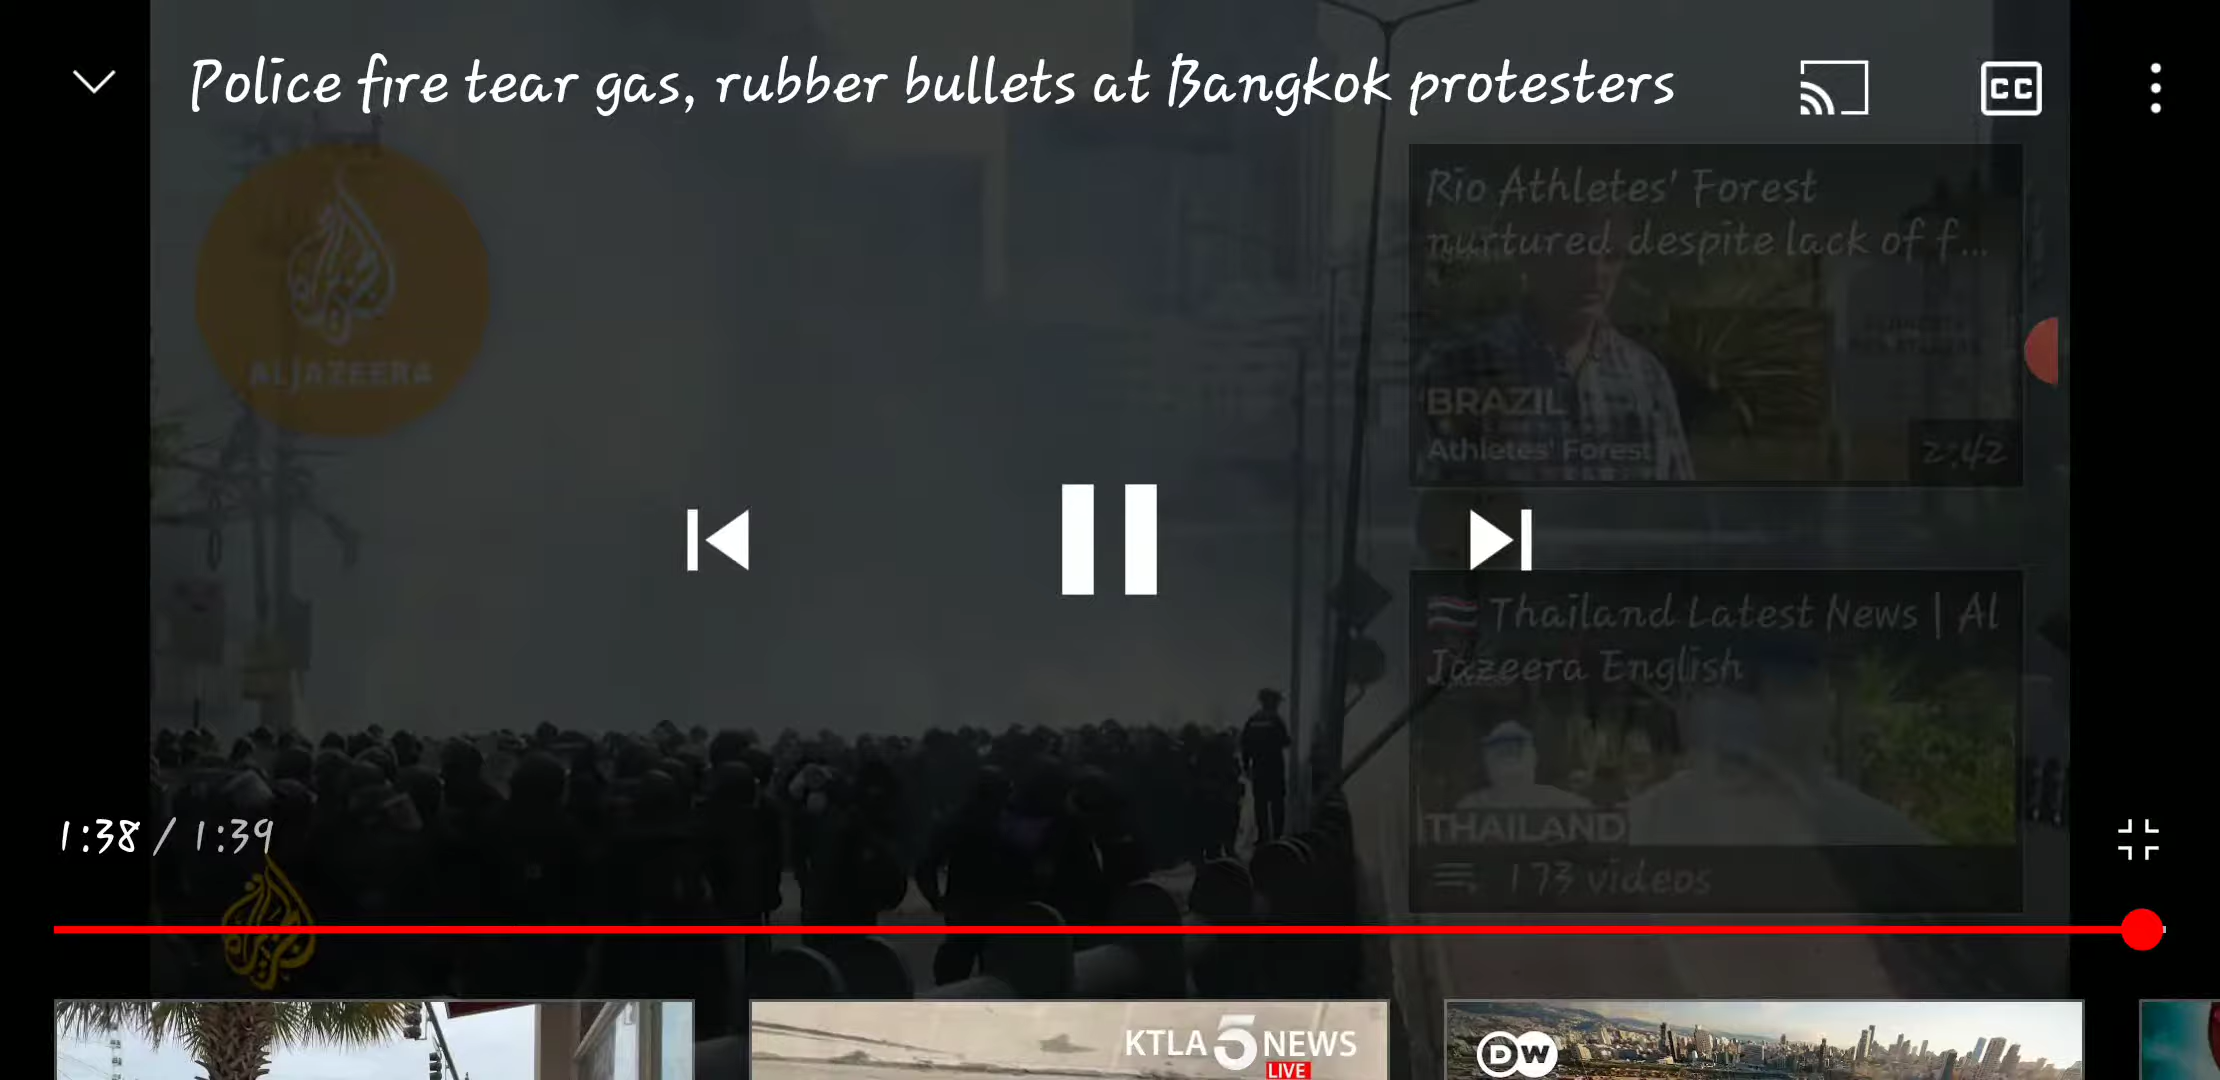 Police fire tear gas, rubber bullets at Bangkok protesters
CC
ALJAZEERA
Rio Athletes' Forest
nurtured despite lack of f...
BRAZIL
Athletes' Forest
2:42
Thailand Latest News | Al
Jazeera English
THAILAND
173 videos
1:38 / 1:39
KTLA 5 NEWS
LIVE
DW